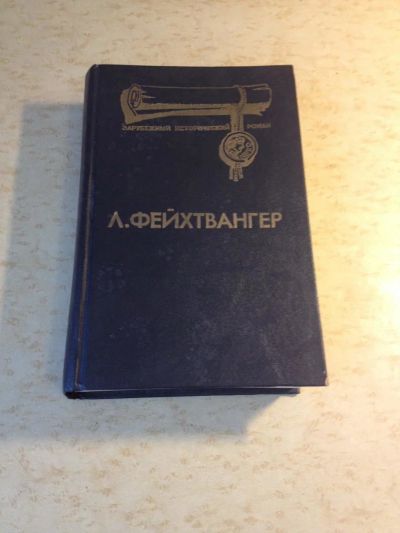 ЗАРУБЕЖНЫЙ ИСТОРИЧЕСКИЙ РОМАН
Л.ФЕЙХТВАНГЕР